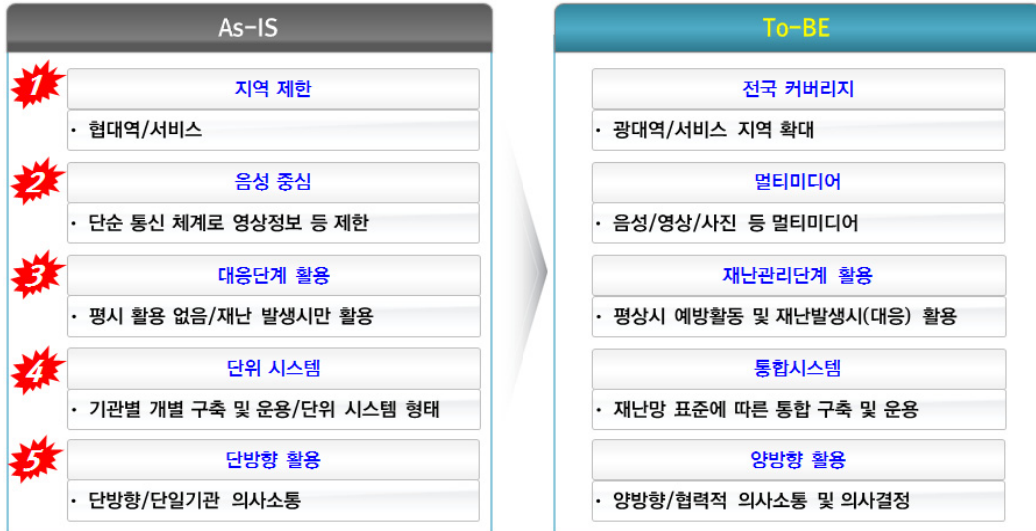 As-IS
To-BE
1
지역 제한
전국 커버리지
· 협대역/서비스
· 광대역/서비스 지역 확대
2
음성 중심
멀티미디어
· 단순 통신 체계로 영상정보 등 제한
· 음성/영상/사진 등 멀티미디어
3
대응단계 활용
재난관리단계 활용
· 평시 활용 없음/재난 발생시만 활용
· 평상시 예방활동 및 재난발생시(대응) 활용
4
단위 시스템
통합시스템
· 기관별 개별 구축 및 운용/단위 시스템 형태
· 재난망 표준에 따른 통합 구축 및 운용
5
단방향 활용
양방향 활용
· 단방향/단일기관 의사소통
· 양방향/협력적 의사소통 및 의사결정